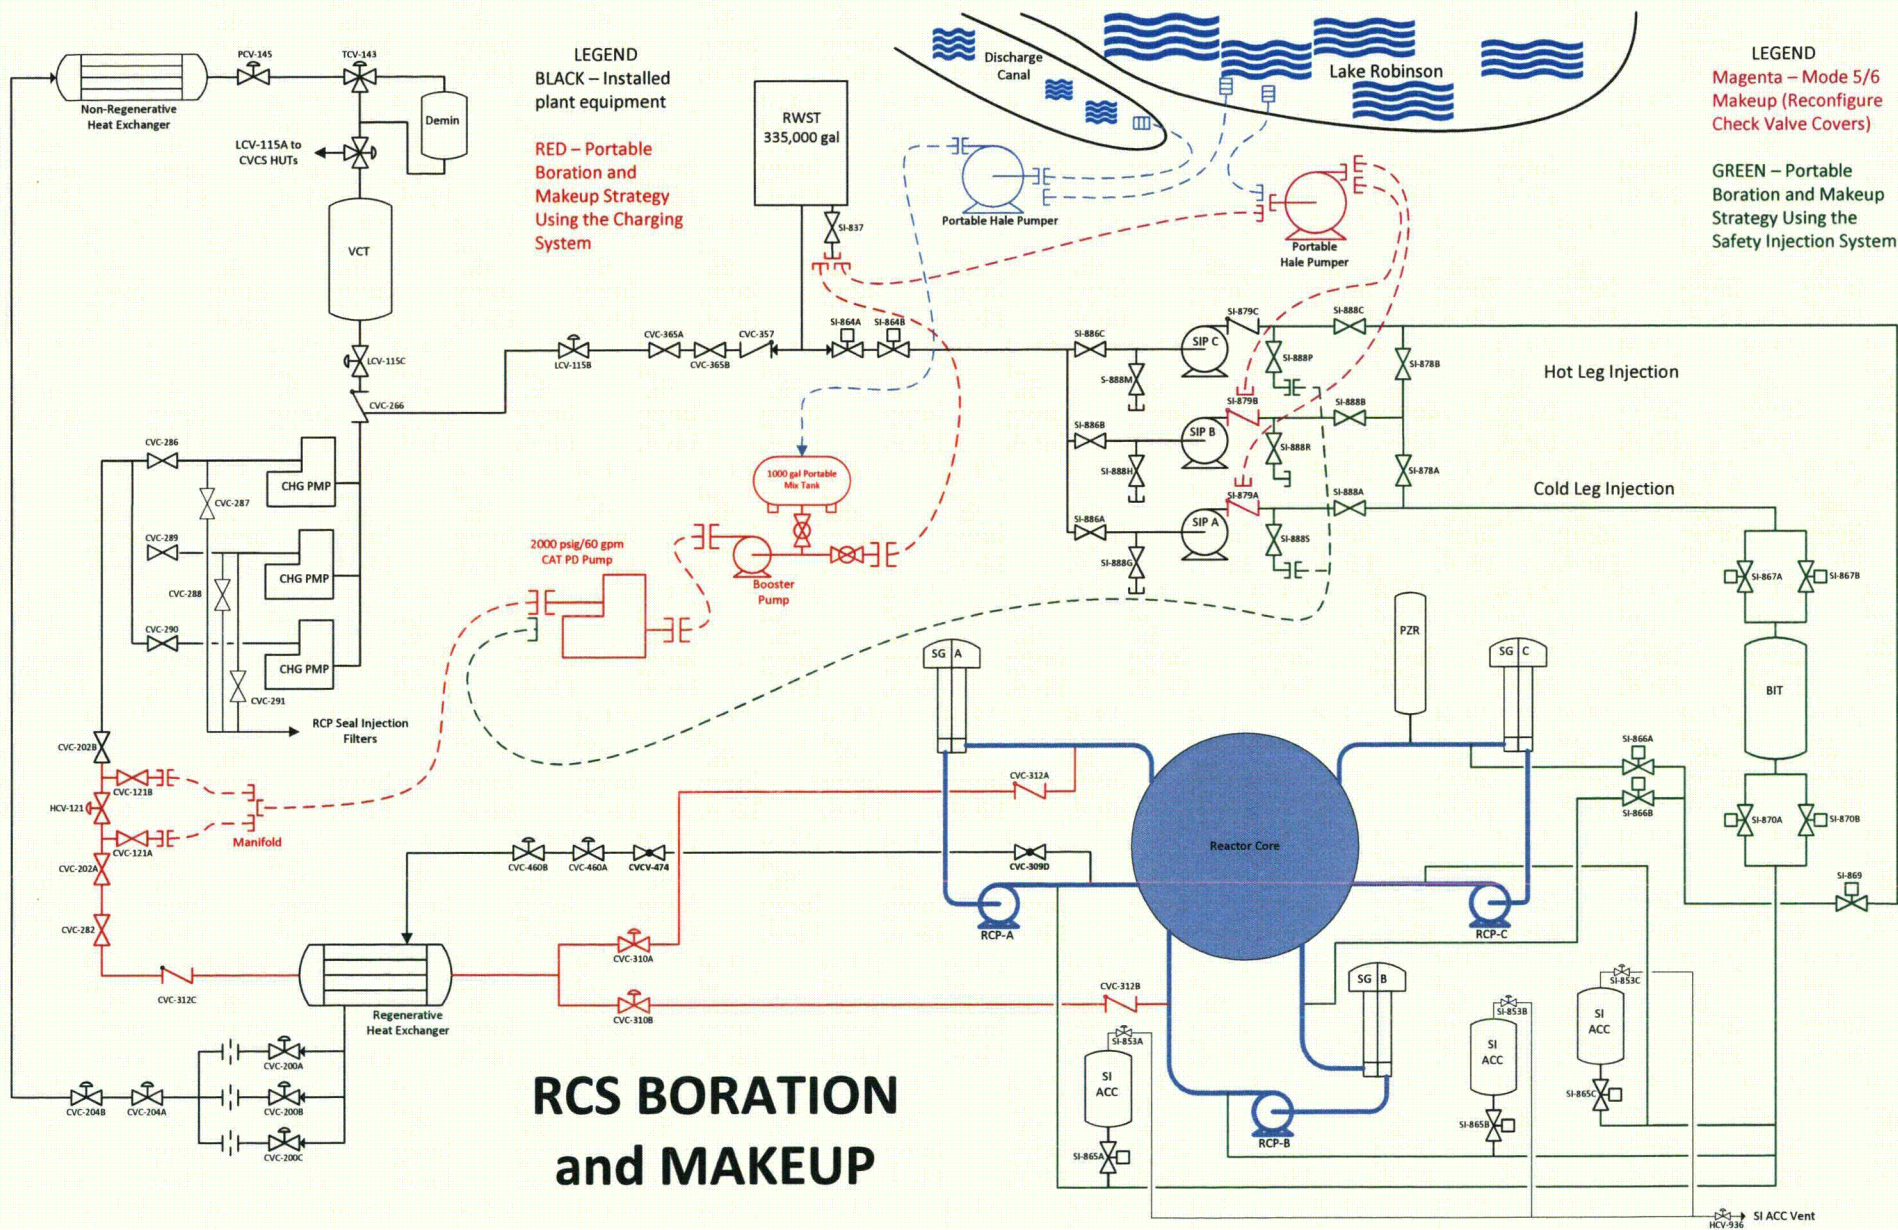 PCV-145
TCV-143
Non-Regenerative
Heat Exchanger
Demin
LCV-115A to
CVCS HUTs
VCT
LCV-115C
CVC-266
LEGEND
BLACK – Installed
plant equipment
RED – Portable
Boration and
Makeup Strategy
Using the Charging
System
RWST
335,000 gal
SI-837
Discharge
Canal
Lake Robinson
Portable Hale Pumper
Portable
Hale Pumper
LEGEND
Magenta – Mode 5/6
Makeup (Reconfigure
Check Valve Covers)
GREEN – Portable
Boration and Makeup
Strategy Using the
Safety Injection System
LCV-115B
CVC-365A
CVC-365B
CVC-357
SI-864A
SI-864B
SI-886C
S-888M
SIP C
SI-879C
SI-888C
SI-888P
SI-878B
Hot Leg Injection
SI-886B
SI-888H
SIP B
SI-879B
SI-888B
SI-888R
SI-878A
Cold Leg Injection
SI-886A
SI-888G
SIP A
SI-879A
SI-888A
SI-888S
CVC-286
CHG PMP
CVC-287
CVC-289
CHG PMP
CVC-288
CVC-290
CHG PMP
CVC-291
RCP Seal Injection
Filters
1000 gal Portable
Mix Tank
2000 psig/60 gpm
CAT PD Pump
Booster
Pump
SI-867A
SI-867B
BIT
SI-870A
SI-870B
PZR
SG A
SG C
SI-866A
SI-866B
SI-869
CVC-202B
CVC-121B
HCV-121
CVC-121A
Manifold
CVC-202A
CVC-282
CVC-312C
CVC-312A
CVC-460B
CVC-460A
CVCV-474
CVC-309D
Reactor Core
RCP-A
RCP-C
CVC-310A
CVC-310B
CVC-312B
Regenerative
Heat Exchanger
SG B
RCP-B
SI-853A
SI
ACC
SI-865A
SI-853B
SI
ACC
SI-865B
SI-853C
SI
ACC
SI-865C
CVC-200A
CVC-200B
CVC-200C
CVC-204B
CVC-204A
RCS BORATION
and MAKEUP
HCV-936
SI ACC Vent